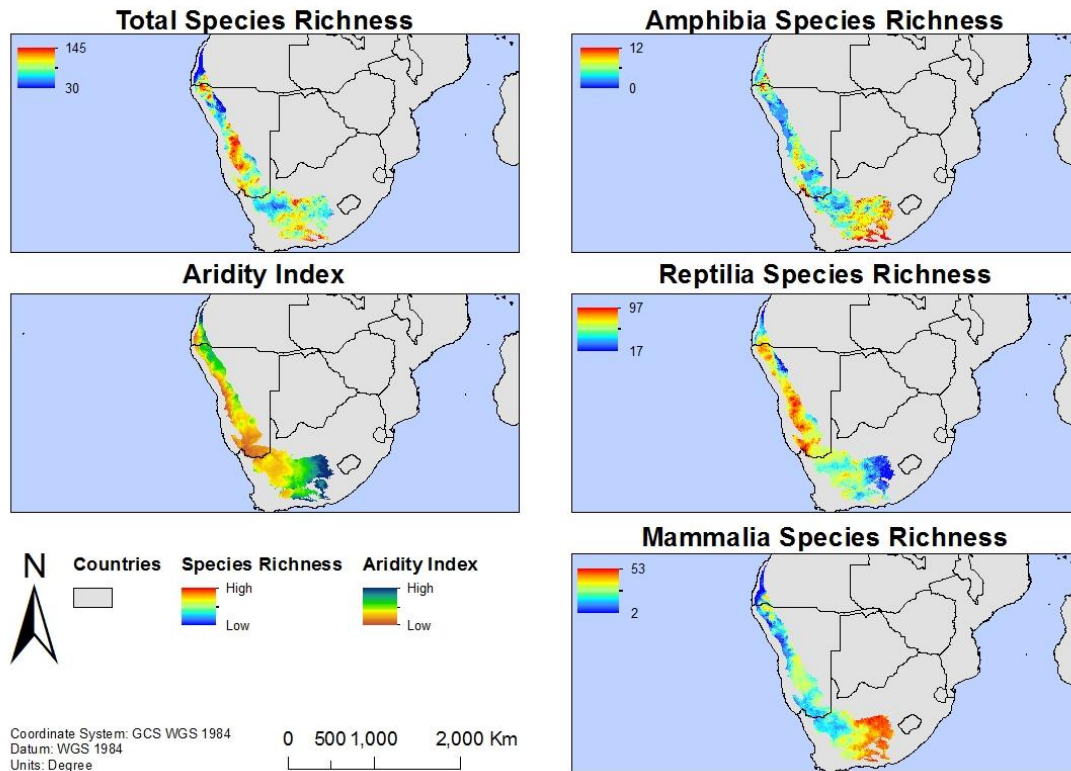 Total Species Richness
145
30
Amphibia Species Richness
12
0
Aridity Index
Reptilia Species Richness
97
17
Mammalia Species Richness
53
2
N
Countries
Species Richness
High
Low
Aridity Index
High
Low
Coordinate System: GCS WGS 1984
Datum: WGS 1984
Units: Degree
0 500 1,000 2,000 Km